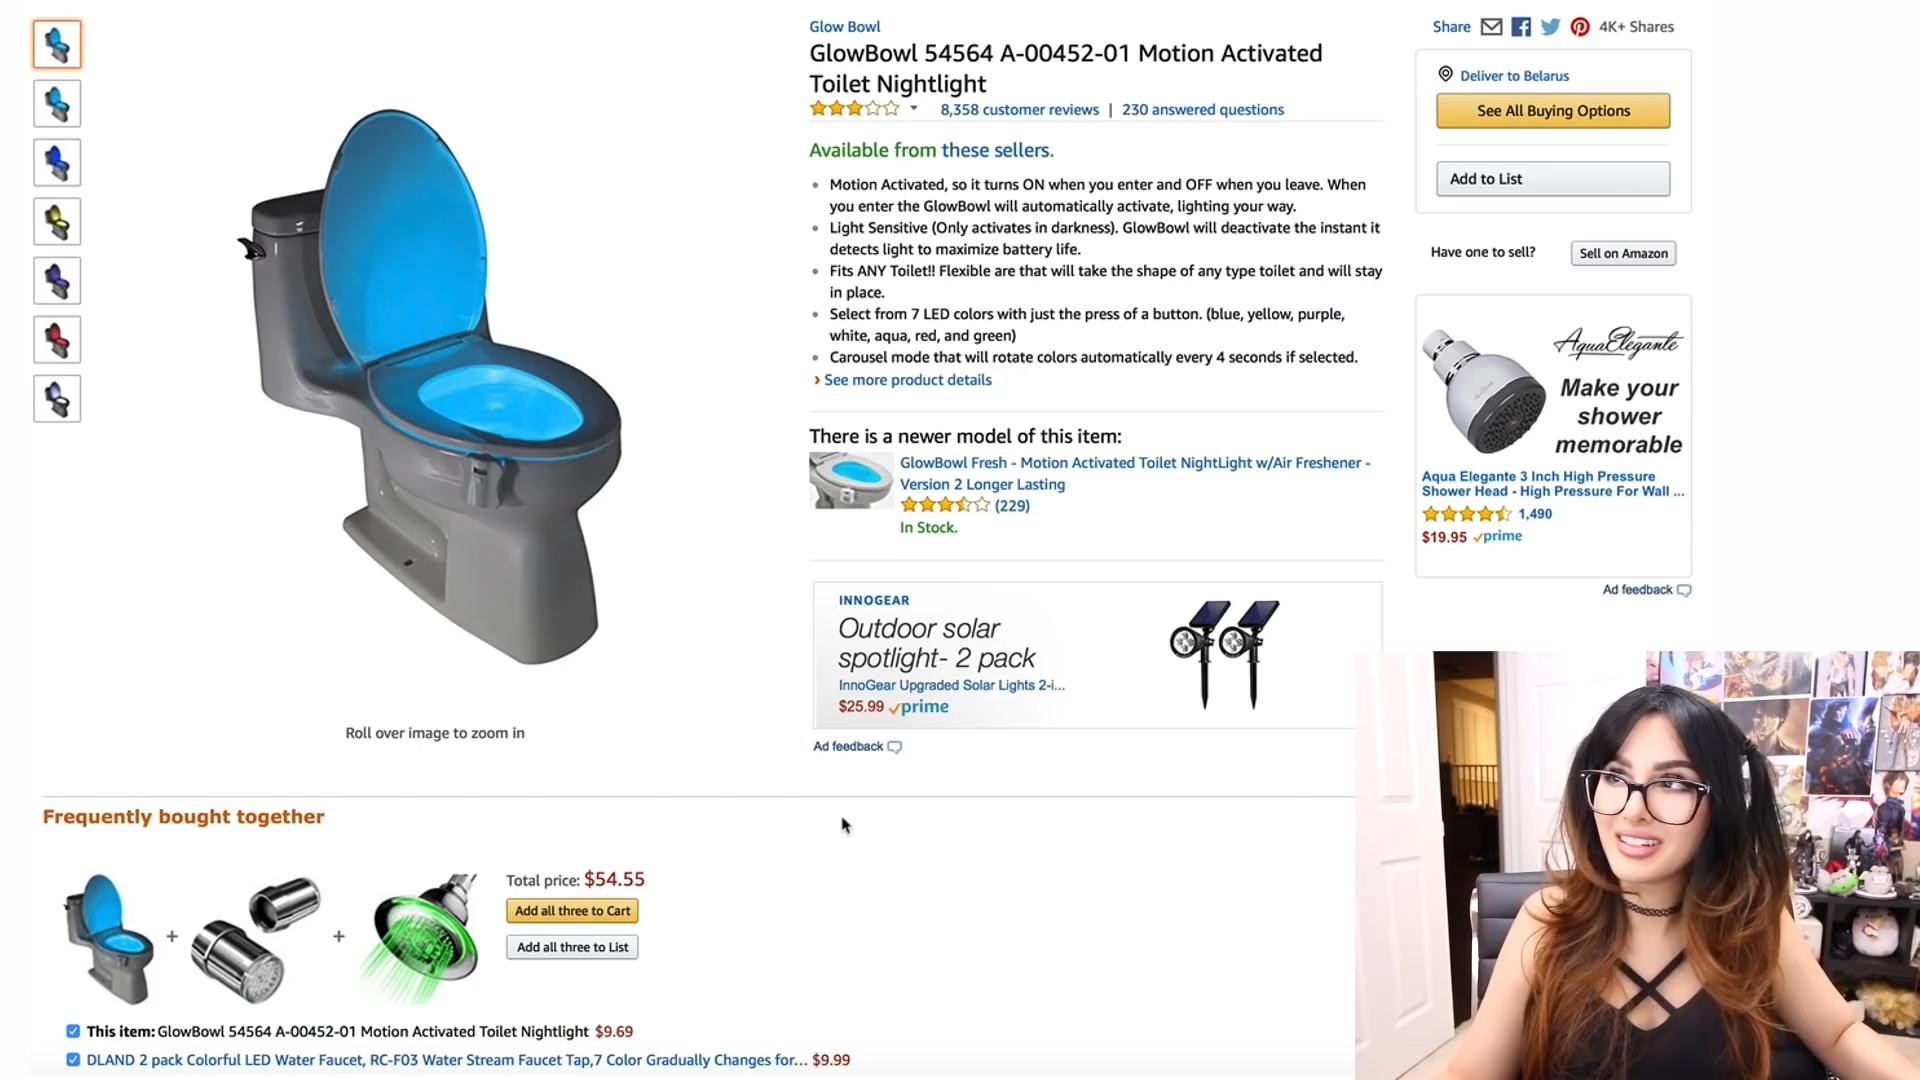 Glow Bowl
GlowBowl 54564 A-00452-01 Motion Activated
Toilet Nightlight
8,358 customer reviews | 230 answered questions
Available from these sellers.
Motion Activated, so it turns ON when you enter and OFF when you leave. When
you enter the GlowBowl will automatically activate, lighting your way.
Light Sensitive (Only activates in darkness). GlowBowl will deactivate the instant it
detects light to maximize battery life.
Fits ANY Toilet!! Flexible are that will take the shape of any type toilet and will stay
in place.
Select from 7 LED colors with just the press of a button. (blue, yellow, purple,
white, aqua, red, and green)
Carousel mode that will rotate colors automatically every 4 seconds if selected.
› See more product details
There is a newer model of this item:
GlowBowl Fresh - Motion Activated Toilet NightLight w/Air Freshener -
Version 2 Longer Lasting
(229)
In Stock.
INNOGEAR
Outdoor solar
spotlight- 2 pack
InnoGear Upgraded Solar Lights 2-i...
$25.99 prime
Ad feedback
Share 4K+ Shares
Deliver to Belarus
See All Buying Options
Add to List
Have one to sell? Sell on Amazon
AquaElegante
Make your
shower
memorable
Aqua Elegante 3 Inch High Pressure
Shower Head - High Pressure For Wall ...
1,490
$19.95 prime
Ad feedback
Roll over image to zoom in
Frequently bought together
+ +
Total price: $54.55
Add all three to Cart
Add all three to List
This item: GlowBowl 54564 A-00452-01 Motion Activated Toilet Nightlight $9.69
DLAND 2 pack Colorful LED Water Faucet, RC-F03 Water Stream Faucet Tap,7 Color Gradually Changes for... $9.99